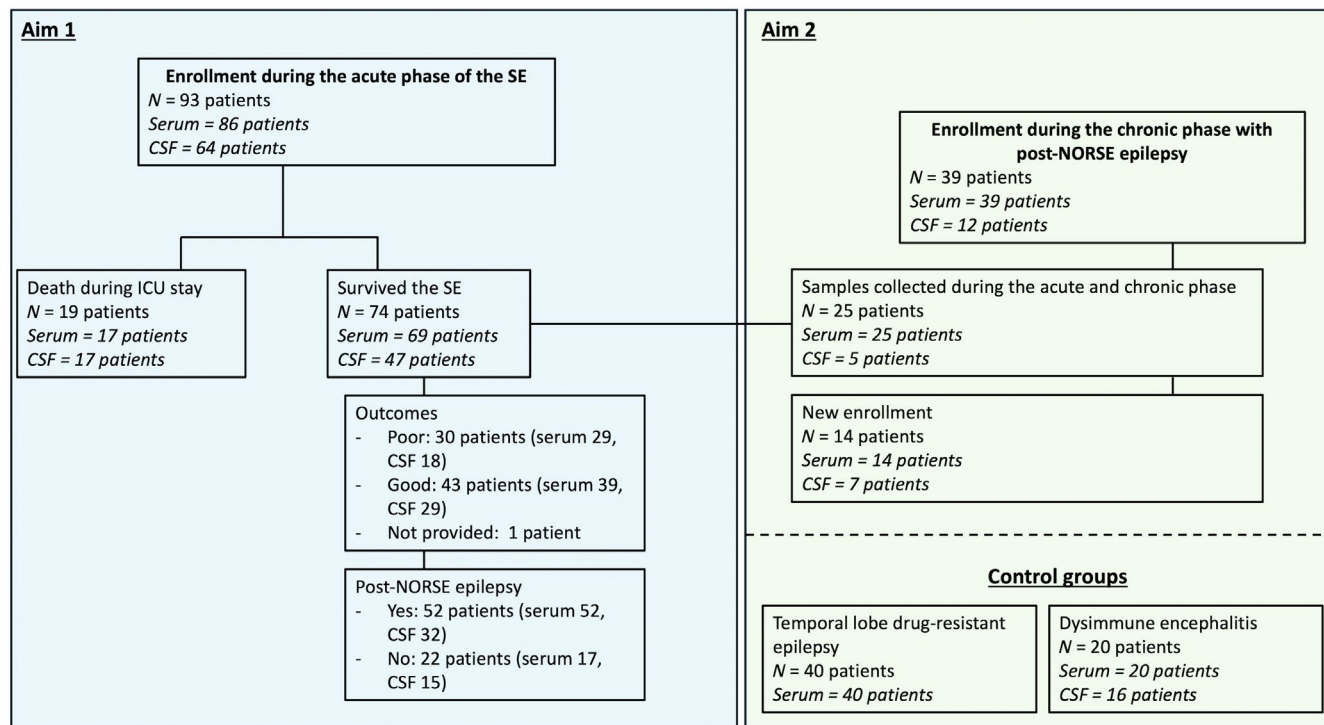 Aim 1
Enrollment during the acute phase of the SE
N = 93 patients
Serum = 86 patients
CSF = 64 patients
Death during ICU stay
N = 19 patients
Serum = 17 patients
CSF = 17 patients
Survived the SE
N = 74 patients
Serum = 69 patients
CSF = 47 patients
Outcomes
- Poor: 30 patients (serum 29,
CSF 18)
- Good: 43 patients (serum 39,
CSF 29)
- Not provided: 1 patient
Post-NORSE epilepsy
- Yes: 52 patients (serum 52,
CSF 32)
- No: 22 patients (serum 17,
CSF 15)
Aim 2
Enrollment during the chronic phase with
post-NORSE epilepsy
N = 39 patients
Serum = 39 patients
CSF = 12 patients
Samples collected during the acute and chronic phase
N = 25 patients
Serum = 25 patients
CSF = 5 patients
New enrollment
N = 14 patients
Serum = 14 patients
CSF = 7 patients
Control groups
Temporal lobe drug-resistant
epilepsy
N = 40 patients
Serum = 40 patients
Dysimmune encephalitis
N = 20 patients
Serum = 20 patients
CSF = 16 patients